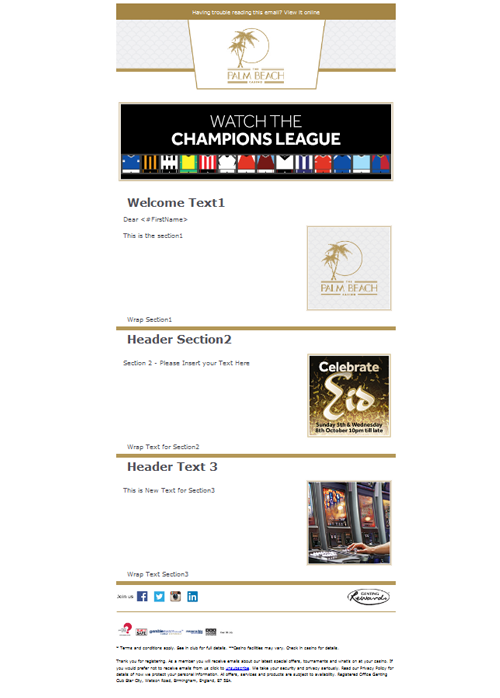 Having trouble reading this email? View it online
THE
PALM BEACH
CASINO
WATCH THE
CHAMPIONS LEAGUE
Welcome Text1
Dear <#FirstName>
This is the section1
THE
PALM BEACH
CASINO
Wrap Section1
Header Section2
Section 2 - Please Insert your Text Here
Celebrate
Eid
Sunday 5th & Wednesday
8th October 10pm till late
Wrap Text for Section2
Header Text 3
This is New Text for Section3
Wrap Text Section3
Join us
GENTING
Rewards
* Terms and conditions apply. See in club for full details. **Casino facilities may vary. Check in casino for details.
Thank you for registering. As a member you will receive emails about our latest special offers, tournaments and what's on at your casino. If
you would prefer not to receive emails from us click to unsubscribe. We take your security and privacy seriously. Read our Privacy Policy for
details of how we protect your personal information. All offers, services and products are subject to availability. Registered Office Genting
Club Star City, Watson Road, Birmingham, England, B7 5SA.